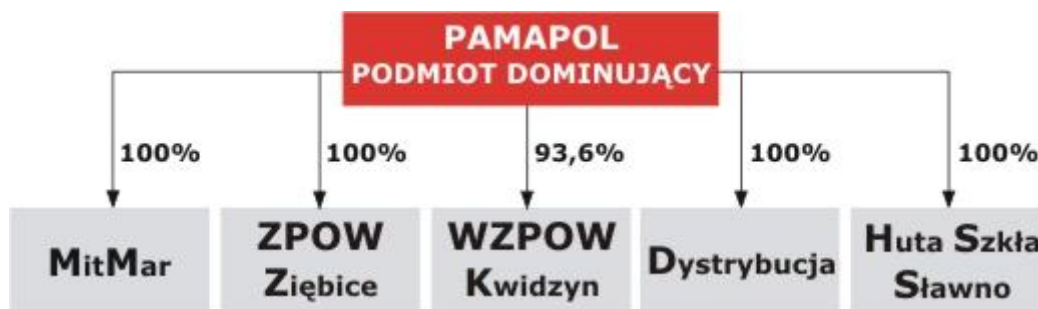 PAMAPOL
PODMIOT DOMINUJĄCY
100%
100%
93,6%
100%
100%
MitMar
ZPOW
Ziębice
WZPOW
Kwidzyn
Dystrybucja
Huta Szkła
Sławno